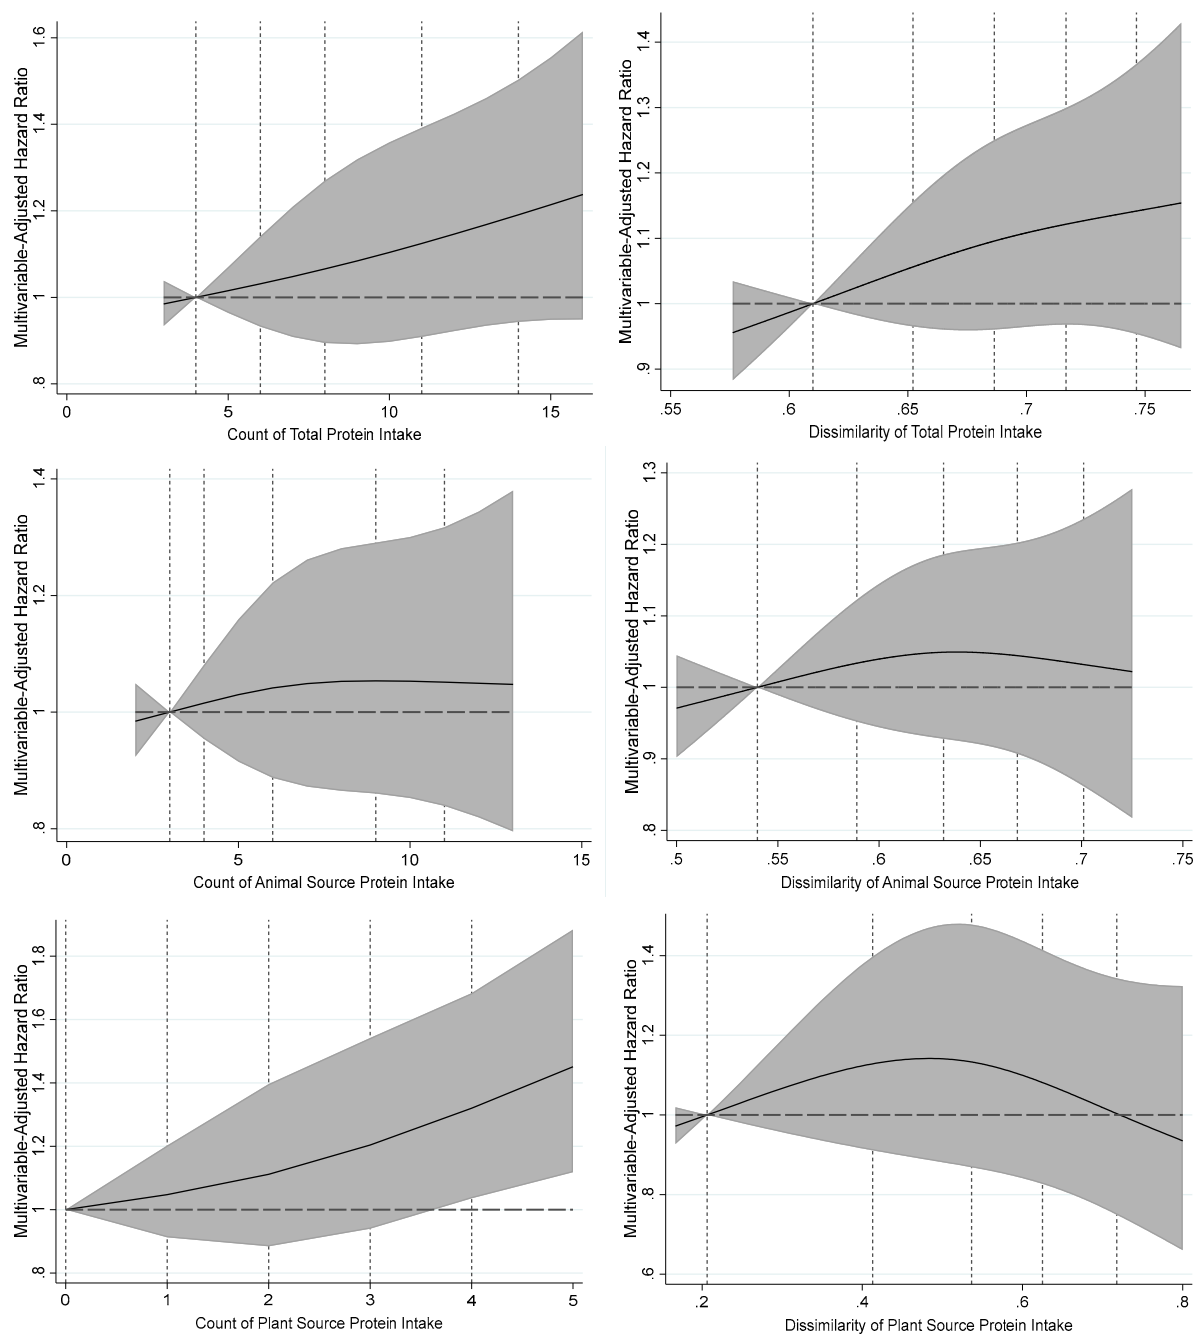 Multivariable-Adjusted Hazard Ratio
1.6
1.4
1.2
1
.8
0 5 10 15
Count of Total Protein Intake
Multivariable-Adjusted Hazard Ratio
1.4
1.3
1.2
1.1
1
.9
.55 .6 .65 .7 .75
Dissimilarity of Total Protein Intake
Multivariable-Adjusted Hazard Ratio
1.4
1.2
1
.8
0 5 10 15
Count of Animal Source Protein Intake
Multivariable-Adjusted Hazard Ratio
1.3
1.2
1.1
1
.9
.8
.5 .55 .6 .65 .7 .75
Dissimilarity of Animal Source Protein Intake
Multivariable-Adjusted Hazard Ratio
1.8
1.6
1.4
1.2
1
.8
0 1 2 3 4 5
Count of Plant Source Protein Intake
Multivariable-Adjusted Hazard Ratio
1.4
1.2
1
.8
.6
.2 .4 .6 .8
Dissimilarity of Plant Source Protein Intake